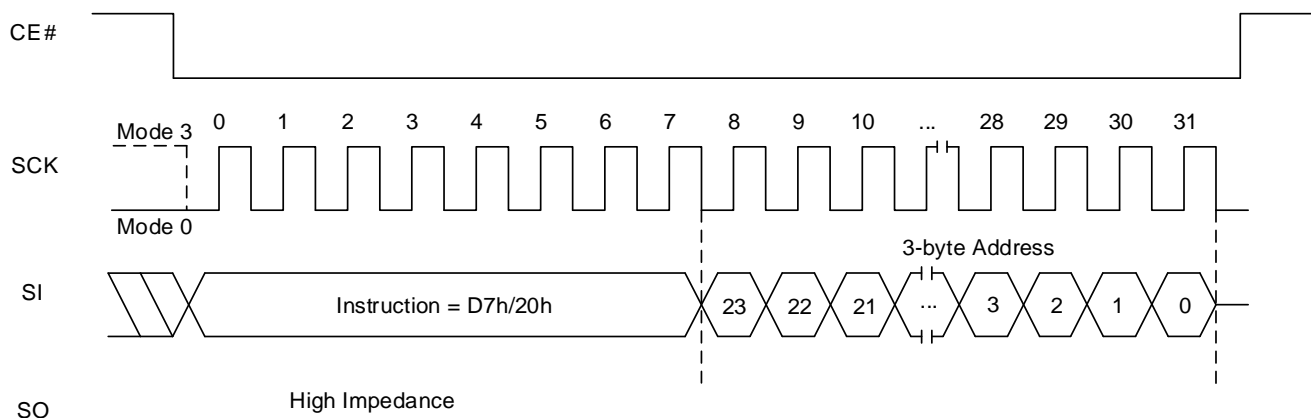 CE#
Mode 3 0 1 2 3 4 5 6 7 8 9 10 ... 28 29 30 31
SCK
Mode 0
3-byte Address
SI Instruction = D7h/20h 23 22 21 ... 3 2 1 0
High Impedance
SO